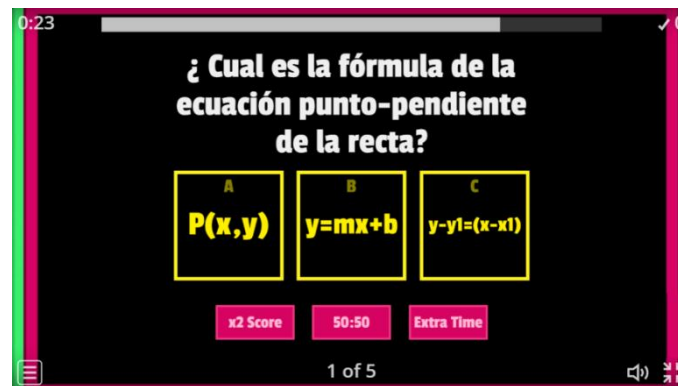 0:23
¿ Cual es la fórmula de la
ecuación punto-pendiente
de la recta?
A
P(x,y)
B
y=mx+b
C
y-y1=(x-x1)
x2 Score
50:50
Extra Time
1 of 5